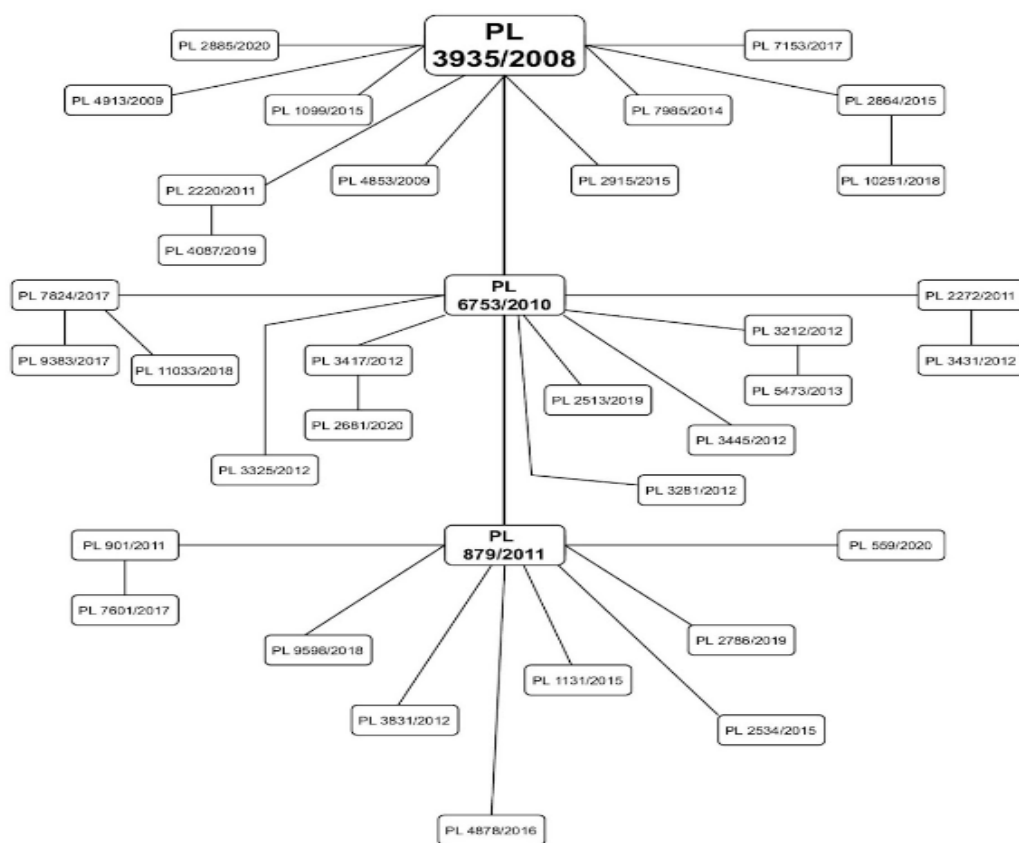 PL
3935/2008
PL 2885/2020
PL 7153/2017
PL 4913/2009
PL 1099/2015
PL 7985/2014
PL 2864/2015
PL 2220/2011
PL 4853/2009
PL 2915/2015
PL 10251/2018
PL 4087/2019
PL
6753/2010
PL 7824/2017
PL 2272/2011
PL 9383/2017
PL 11033/2018
PL 3417/2012
PL 3212/2012
PL 3431/2012
PL 2681/2020
PL 2513/2019
PL 5473/2013
PL 3325/2012
PL 3445/2012
PL 3281/2012
PL
879/2011
PL 901/2011
PL 559/2020
PL 7601/2017
PL 9598/2018
PL 2786/2019
PL 1131/2015
PL 3831/2012
PL 2534/2015
PL 4878/2016